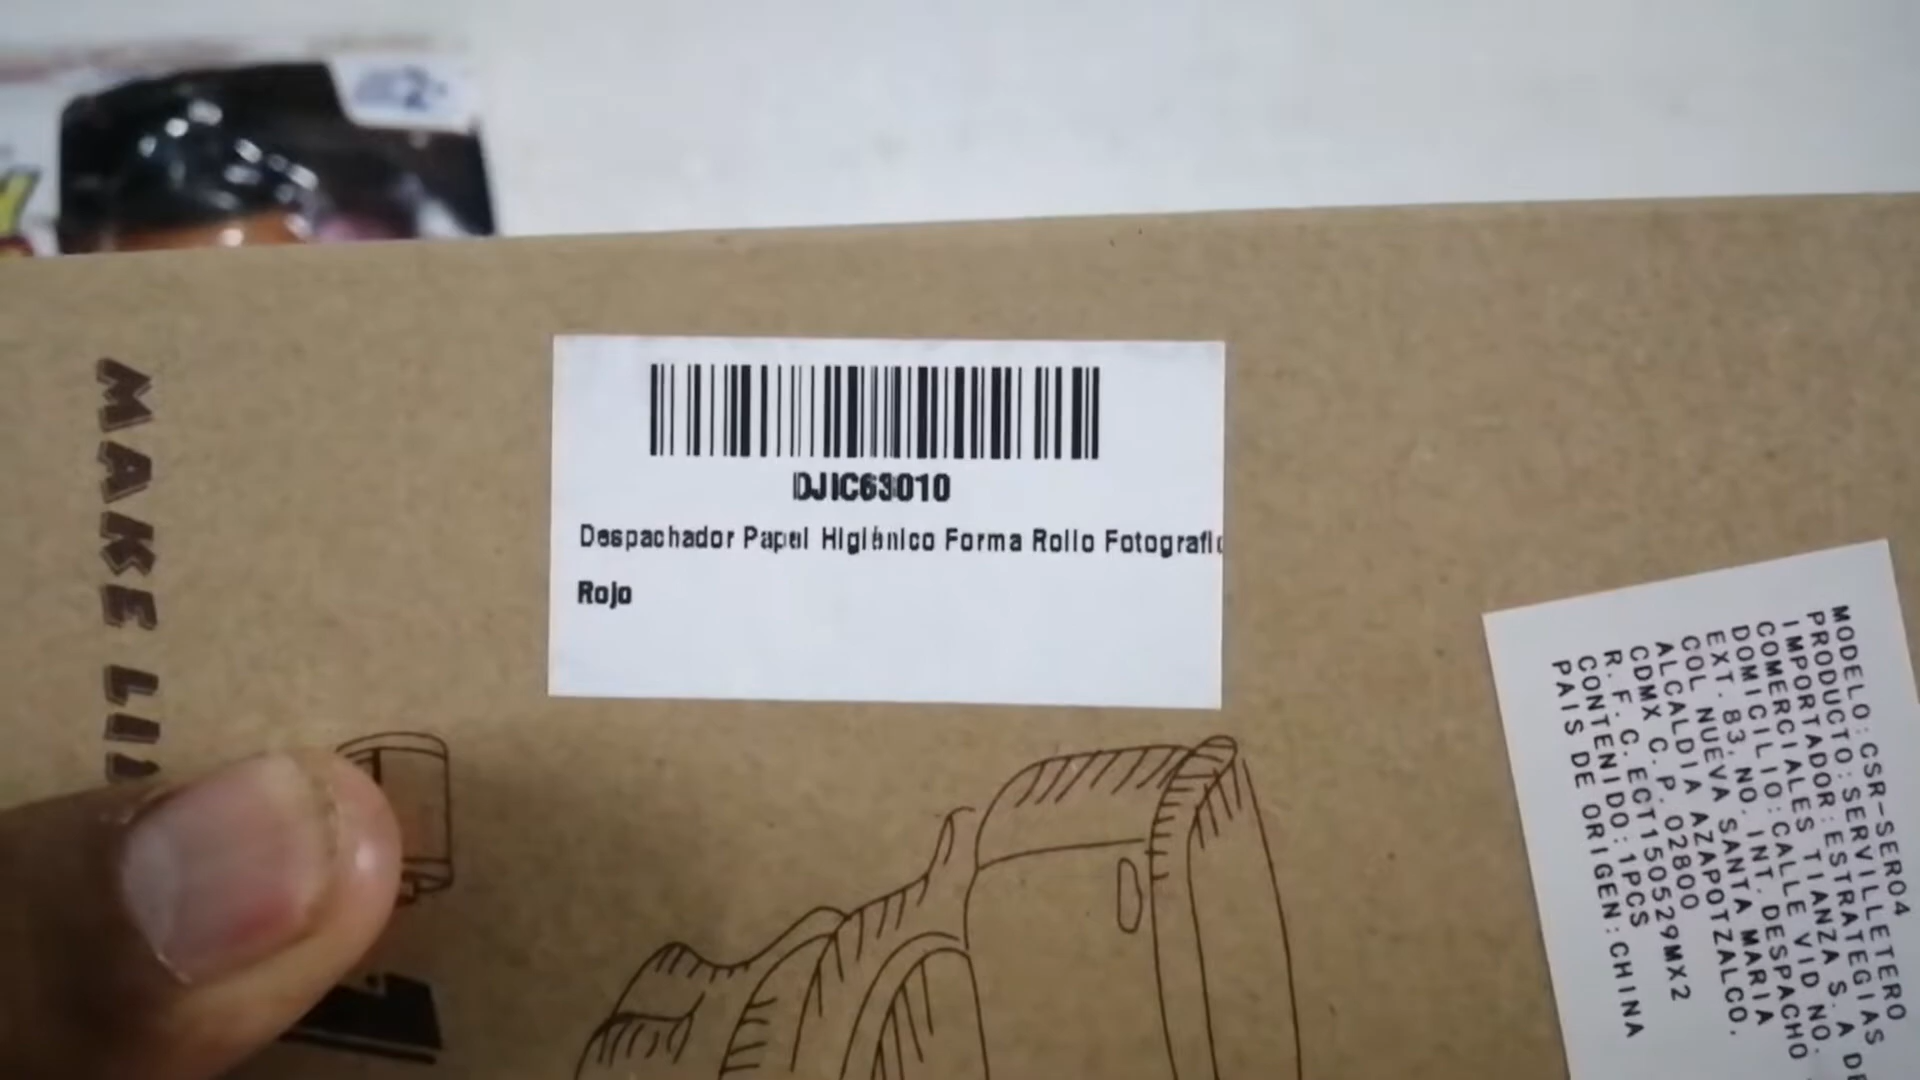 MAKE
DJIC63010
Despachador Papel Higiénico Forma Rollo Fotografic
Rojo
MODELO:CSR-SER04
PRODUCTO:SERVILLETERO
IMPORTADOR:ESTRATEGIAS
COMERCIALES TIANZA S. A DE
DOMICILIO:CALLE VID NO.
EXT. 83, NO. INT. DESPACHO
COL NUEVA SANTA MARIA
ALCALDIA AZAPOTZALCO.
CDMX C. P. 02800
R. F. C. ECT150529MX2
CONTENIDO:1PCS
PAIS DE ORIGEN:CHINA